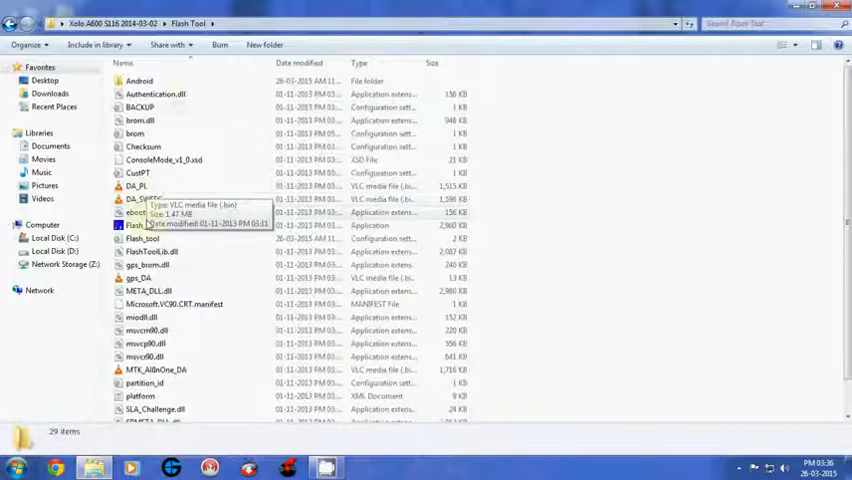 Xolo A600 S116 2014-03-02 ▸ Flash Tool ▸
Search Flash Tool
Organize Include in library Share with Burn New folder
Name Date modified Type Size
Favorites
Desktop
Downloads
Recent Places
Libraries
Documents
Movies
Music
Pictures
Videos
Computer
Local Disk (C:)
Local Disk (D:)
Network Storage (Z:)
Network
Android 26-03-2015 AM 11... File folder
Authentication.dll 01-11-2013 PM 03:... Application extens... 156 KB
BACKUP 01-11-2013 PM 03:... Configuration sett... 1 KB
brom.dll 01-11-2013 PM 03:... Application extens... 948 KB
brom 01-11-2013 PM 05:... Configuration sett... 1 KB
Checksum 01-11-2013 PM 03:... Configuration sett... 1 KB
ConsoleMode_v1_0.xsd 01-11-2013 PM 03:... XSD File 1 KB
CustPT 01-11-2013 PM 03:... Configuration sett... 1 KB
DA_PL 01-11-2013 PM 03:... VLC media file (.bi... 1,515 KB
DA_SWSEC 01-11-2013 PM 03:... VLC media file (.bi... 1,596 KB
eboot 01-11-2013 PM 03:... Application extens... 156 KB
Flash 01-11-2013 PM 03:... Application 2,960 KB
Type: VLC media file (.bin)
Size: 1.47 MB
Date modified: 01-11-2013 PM 03:11
Flash_tool 26-03-2015 AM 11... Configuration sett... 2 KB
FlashToolLib.dll 01-11-2013 PM 03:... Application extens... 2,087 KB
gps_brom.dll 01-11-2013 PM 03:... Application extens... 240 KB
gps_DA 01-11-2013 PM 03:... VLC media file (.bi... 13 KB
META_DLL.dll 01-11-2013 PM 03:... Application extens... 2,980 KB
Microsoft.VC90.CRT.manifest 01-11-2013 PM 03:... MANIFEST File 1 KB
miodll.dll 01-11-2013 PM 03:... Application extens... 152 KB
msvcm90.dll 01-11-2013 PM 03:... Application extens... 220 KB
msvcp90.dll 01-11-2013 PM 03:... Application extens... 556 KB
msvcr90.dll 01-11-2013 PM 03:... Application extens... 641 KB
MTK_AllInOne_DA 01-11-2013 PM 03:... VLC media file (.bi... 1,716 KB
partition_id 01-11-2013 PM 03:... Configuration sett... 1 KB
platform 01-11-2013 PM 03:... XML Document 9 KB
SLA_Challenge.dll 01-11-2013 PM 03:... Application extens... 24 KB
SPMETA_DLL.dll
29 items
PM 03:36
26-03-2015